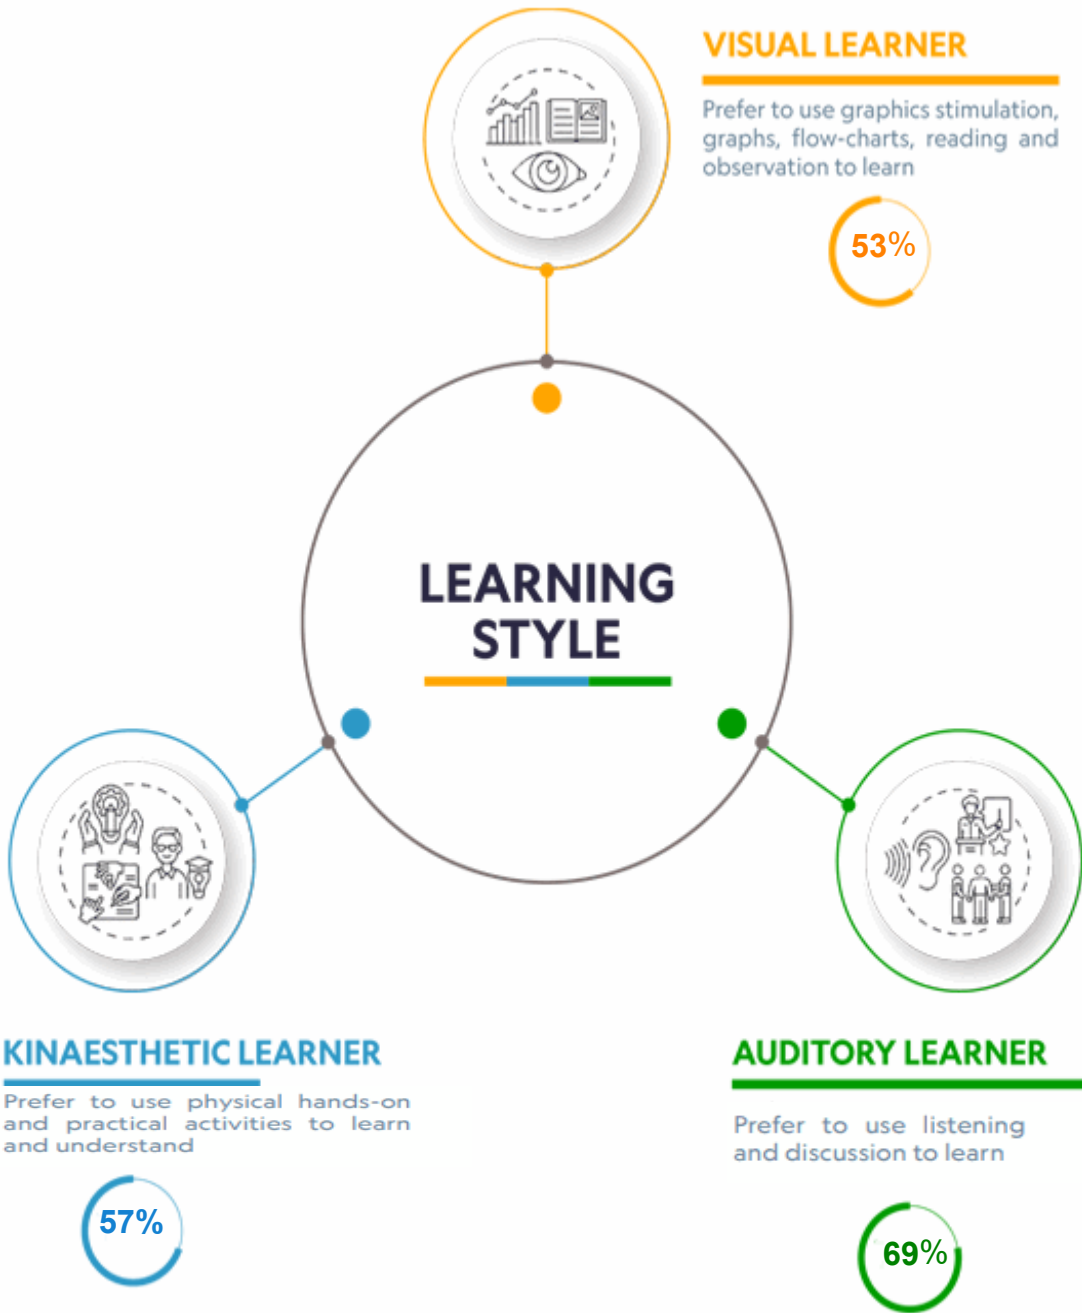 VISUAL LEARNER
Prefer to use graphics stimulation,
graphs, flow-charts, reading and
observation to learn
53%
LEARNING
STYLE
KINAESTHETIC LEARNER
Prefer to use physical hands-on
and practical activities to learn
and understand
57%
AUDITORY LEARNER
Prefer to use listening
and discussion to learn
69%